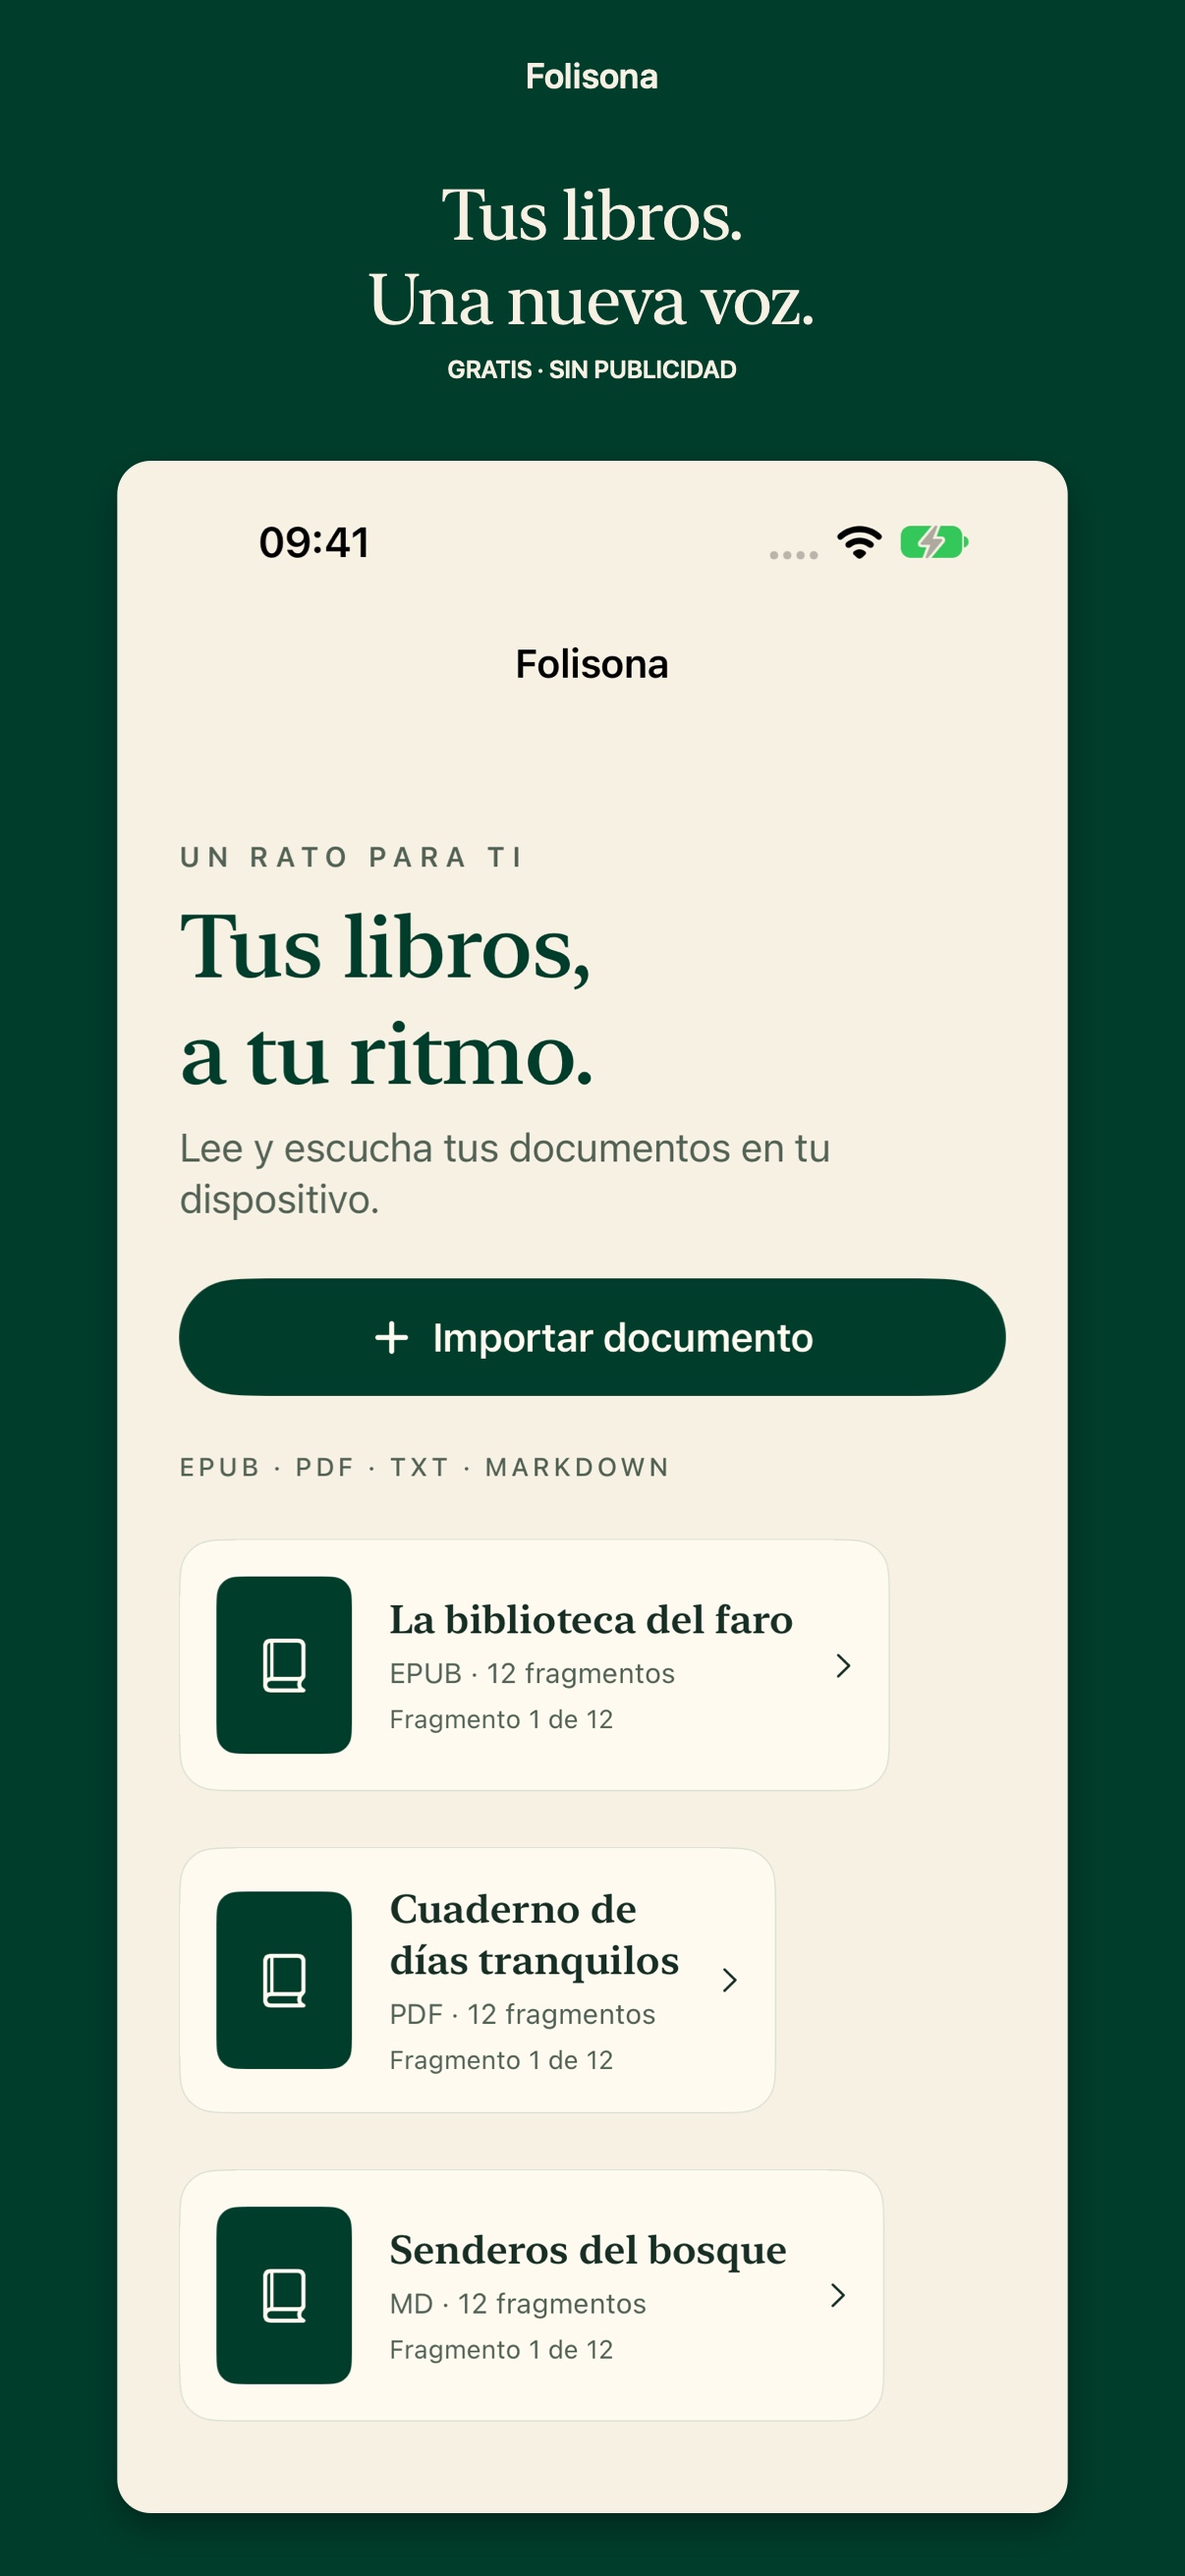 Folisona
Tus libros.
Una nueva voz.
GRATIS · SIN PUBLICIDAD
09:41
Folisona
UN RATO PARA TI
Tus libros,
a tu ritmo.
Lee y escucha tus documentos en tu
dispositivo.
+ Importar documento
EPUB · PDF · TXT · MARKDOWN
La biblioteca del faro
EPUB · 12 fragmentos
Fragmento 1 de 12
Cuaderno de
días tranquilos
PDF · 12 fragmentos
Fragmento 1 de 12
Senderos del bosque
MD · 12 fragmentos
Fragmento 1 de 12